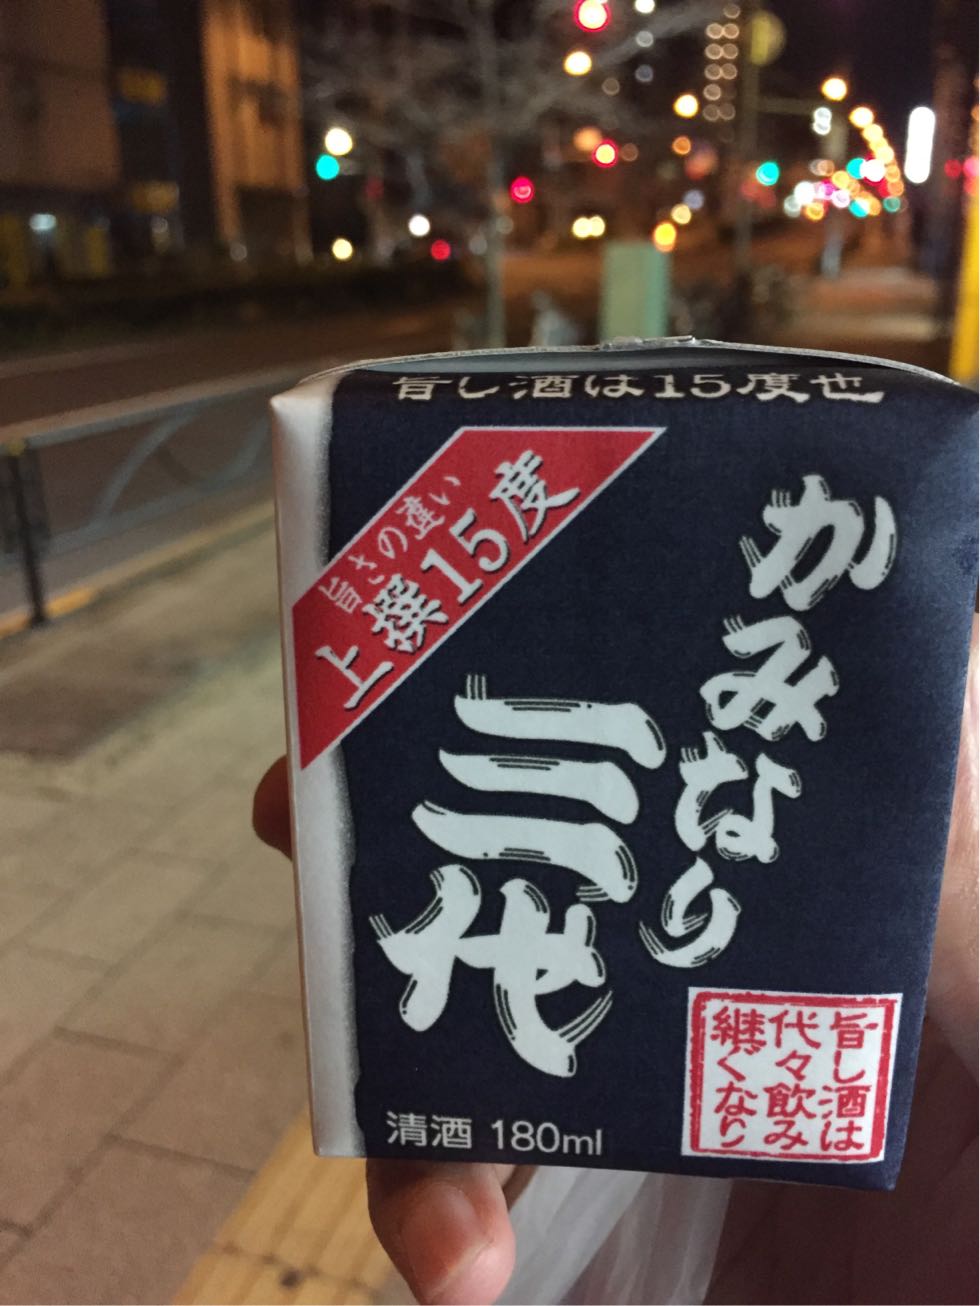 旨し酒は15度也
旨さの違い
上撰15度
かみなり
三代
旨し酒は
代々飲み
継ぐなり
清酒 180ml